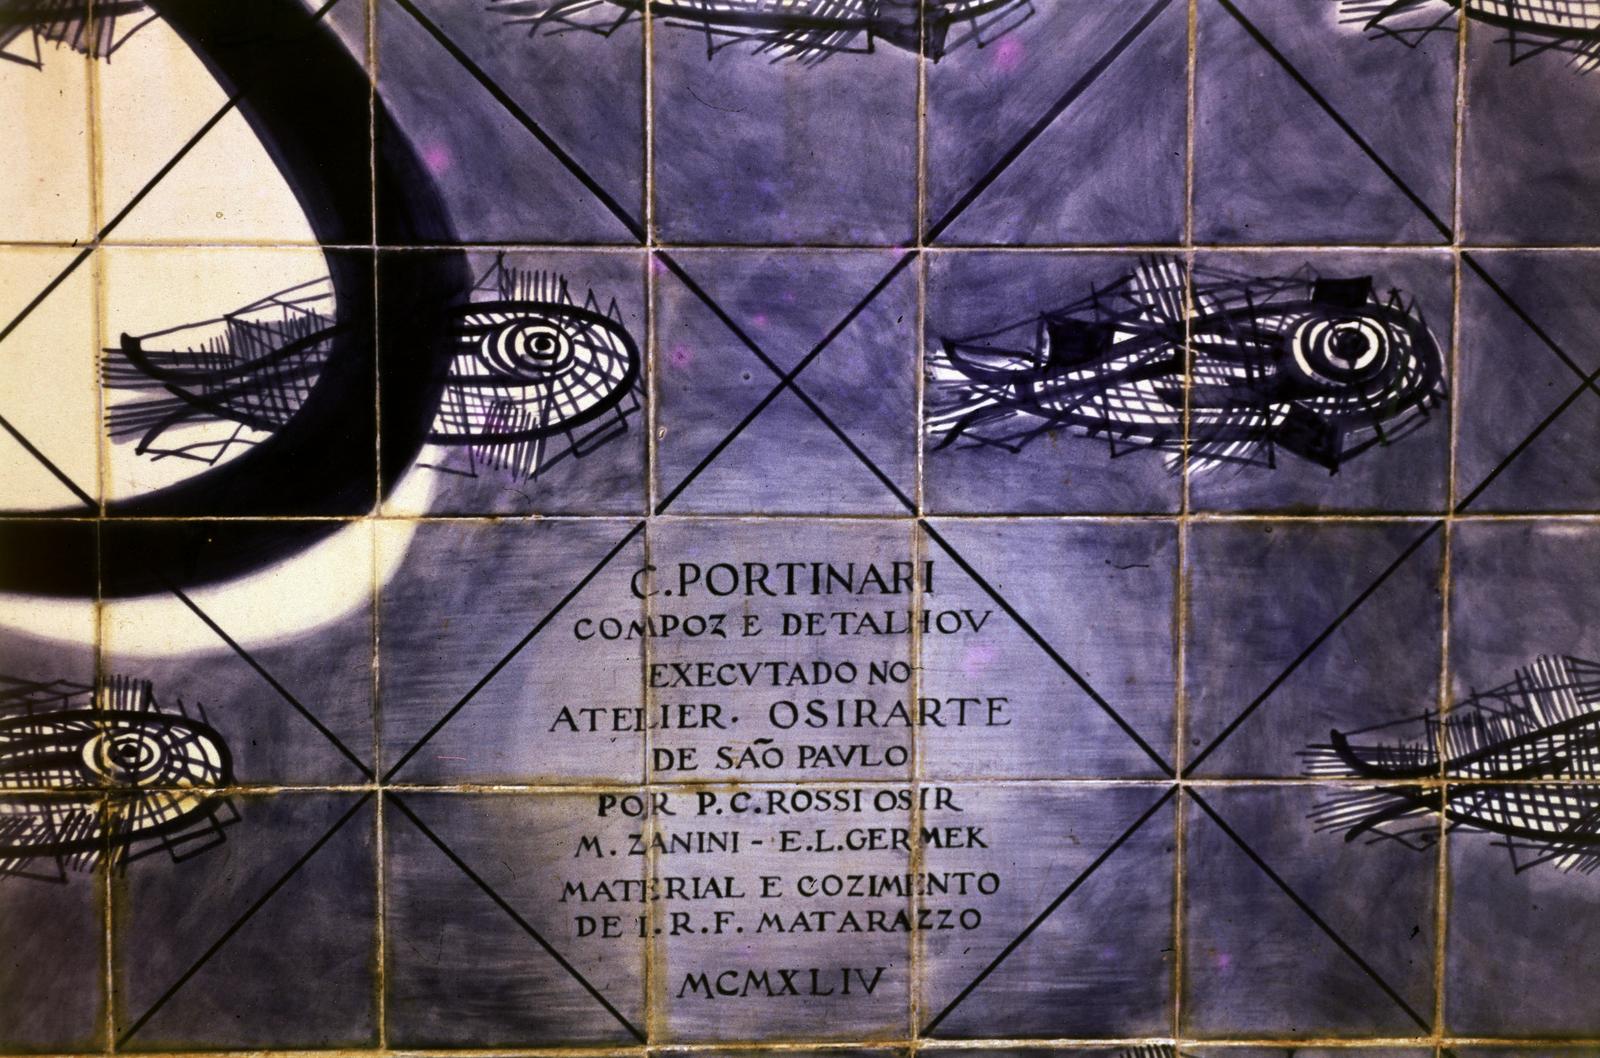 C.PORTINARI
COMPOZ E DETALHOV
EXECVTADO NO
ATELIER· OSIRARTE
DE SAÕ PAVLO
POR P.C.ROSSI OSIR
M. ZANINI - E.L.GERMEK
MATERIAL E COZIMENTO
DE I.R.F. MATARAZZO
MCMXLIV